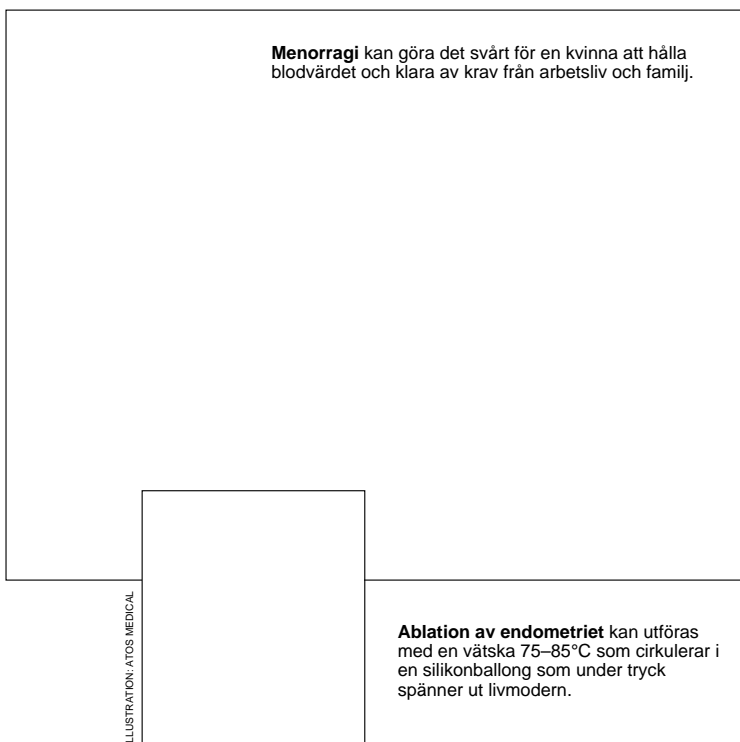 Menorragi kan göra det svårt för en kvinna att hålla
blodvärdet och klara av krav från arbetsliv och familj.
ILLUSTRATION: ATOS MEDICAL
Ablation av endometriet kan utföras
med en vätska 75–85°C som cirkulerar i
en silikonballong som under tryck
spänner ut livmodern.